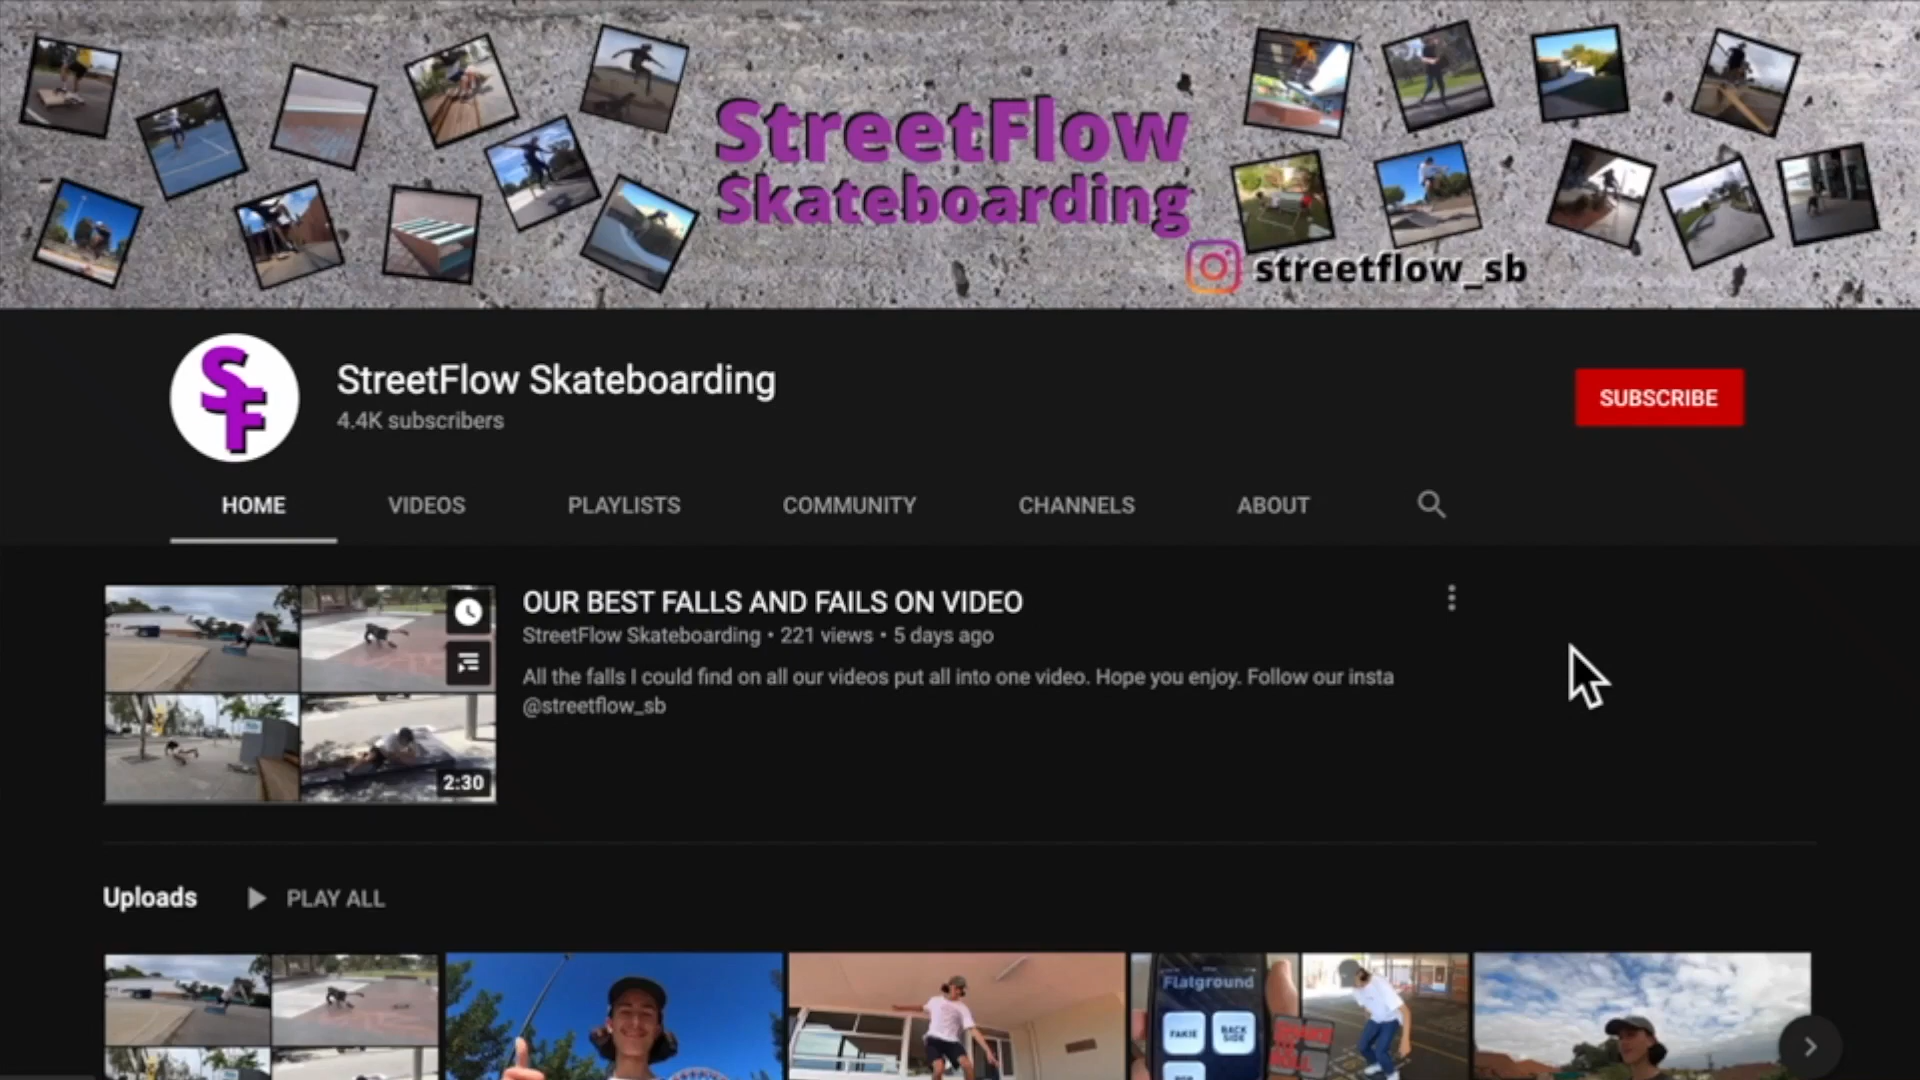 StreetFlow
Skateboarding
streetflow_sb
SF
StreetFlow Skateboarding
4.4K subscribers
SUBSCRIBE
HOME
VIDEOS
PLAYLISTS
COMMUNITY
CHANNELS
ABOUT
OUR BEST FALLS AND FAILS ON VIDEO
StreetFlow Skateboarding • 221 views • 5 days ago
All the falls I could find on all our videos put all into one video. Hope you enjoy. Follow our insta
@streetflow_sb
2:30
Uploads
PLAY ALL
Flatground
FAKIE
BACK
SIDE